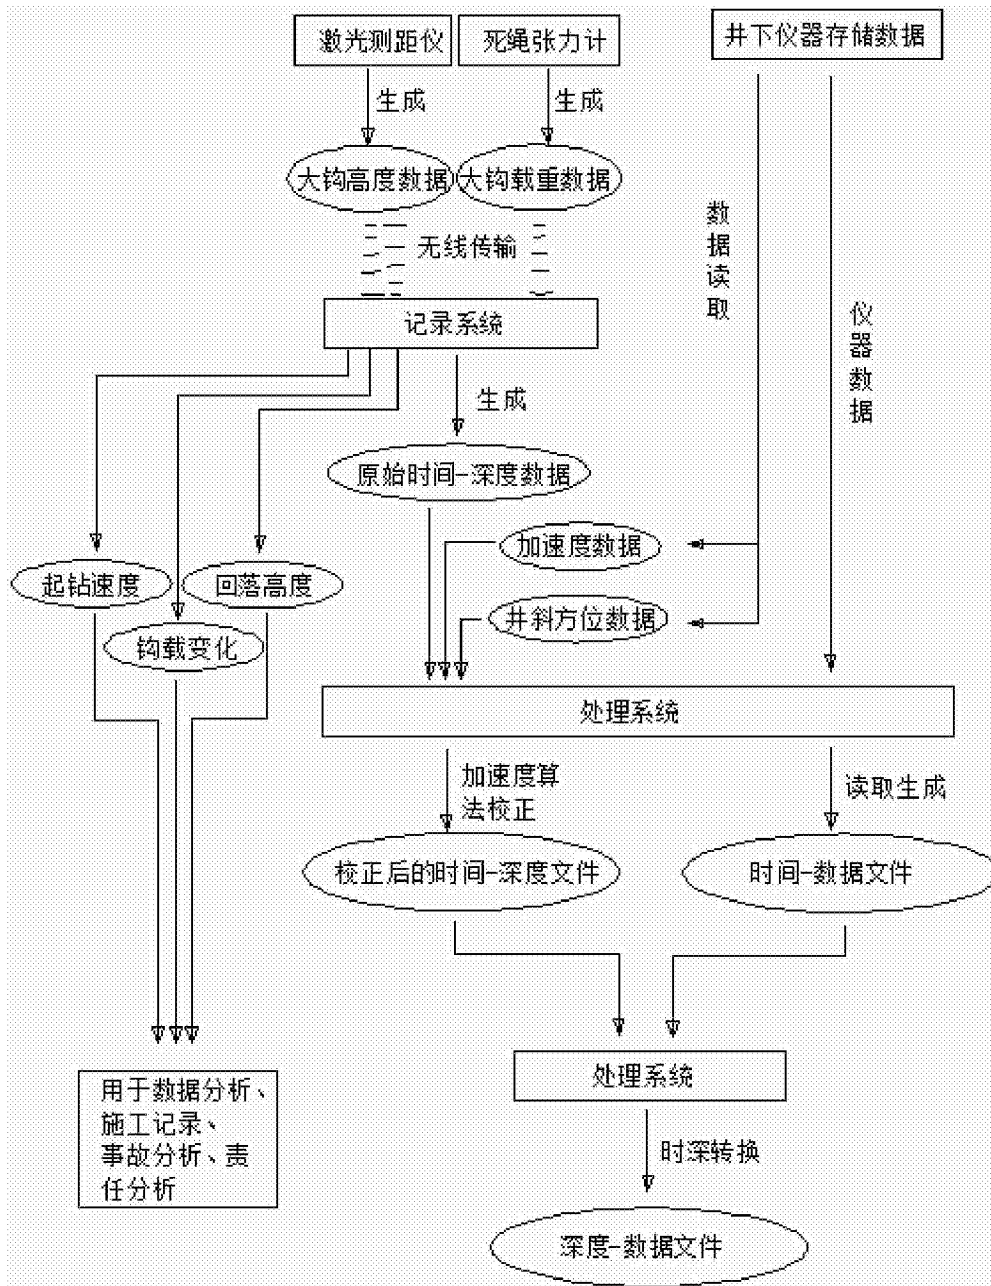 激光测距仪
死绳张力计
井下仪器存储数据
生成
生成
大钩高度数据
大钩载重数据
无线传输
数据读取
仪器数据
记录系统
生成
原始时间-深度数据
加速度数据
起钻速度
回落高度
井斜方位数据
钩载变化
处理系统
加速度算
法校正
读取生成
校正后的时间-深度文件
时间-数据文件
处理系统
用于数据分析、
施工记录、
事故分析、责
任分析
时深转换
深度-数据文件